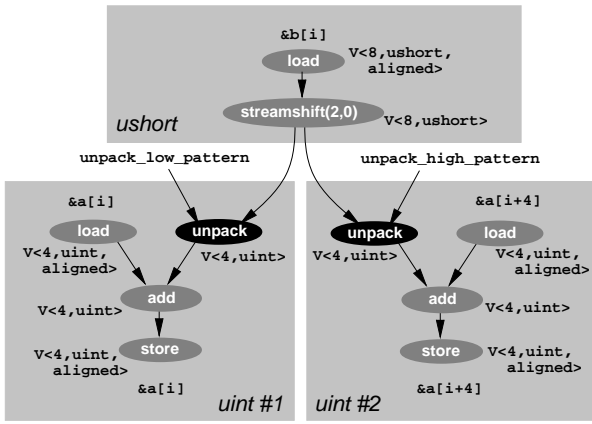 &b[i]
load
V<8,ushort,
aligned>
streamshift(2,0)
V<8,ushort>
ushort
unpack_low_pattern
unpack_high_pattern
&a[i]
load
unpack
V<4,uint,
aligned>
V<4,uint>
add
V<4,uint>
store
V<4,uint,
aligned>
&a[i]
uint #1
&a[i+4]
unpack
load
V<4,uint>
V<4,uint,
aligned>
add
V<4,uint>
store
V<4,uint,
aligned>
&a[i+4]
uint #2